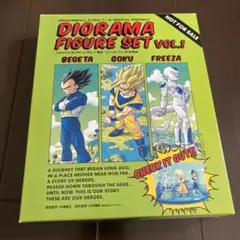 NOT FOR SALE
DIORAMA
FIGURE SET VOL.1
BEGETA
GOKU
FREEZA
CHECK IT OUT!!
A JOURNEY THAT BEGAN LONG AGO,
IN A PLACE NEITHER NEAR NOR FAR...
A STORY OF HEROES,
PASSED DOWN THROUGH THE AGES...
UNTIL NOW. THIS IS OUR STORY.
THESE ARE OUR HEROES.